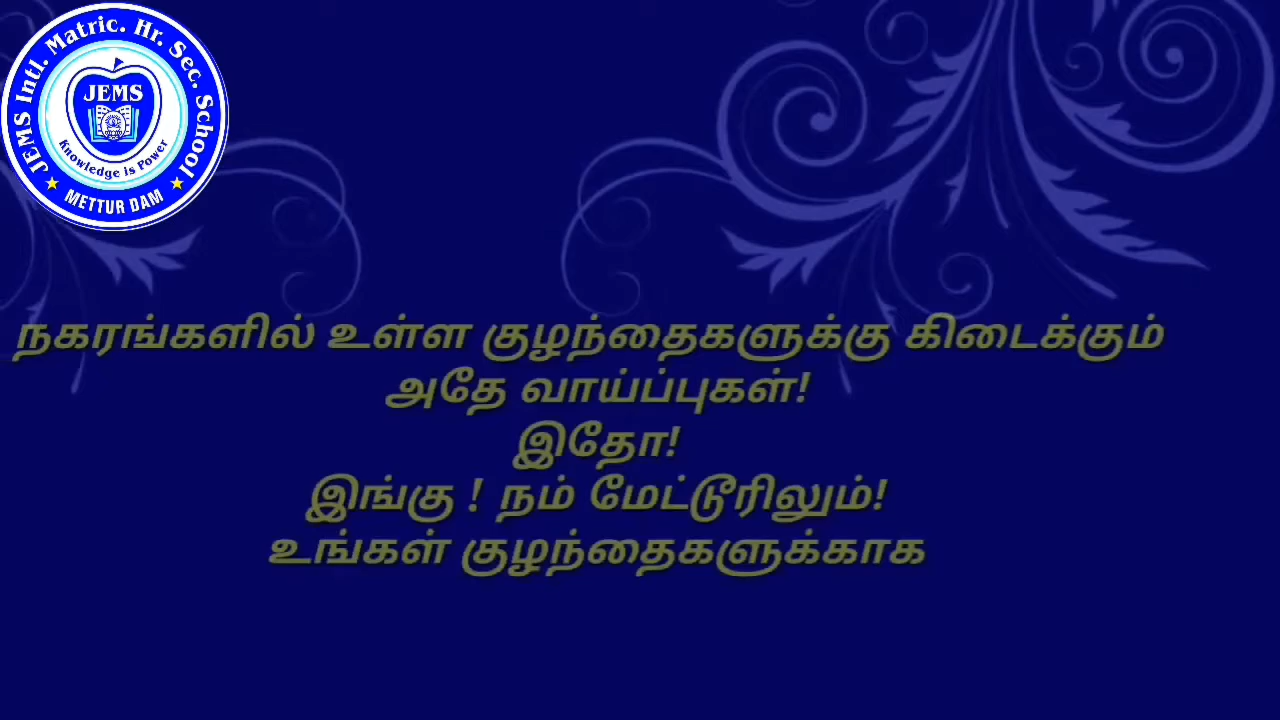 JEMS Intl. Matric. Hr. Sec. School
JEMS
Knowledge is Power
METTUR DAM
நகரங்களில் உள்ள குழந்தைகளுக்கு கிடைக்கும்
அதே வாய்ப்புகள்!
இதோ!
இங்கு ! நம் மேட்டூரிலும்!
உங்கள் குழந்தைகளுக்காக